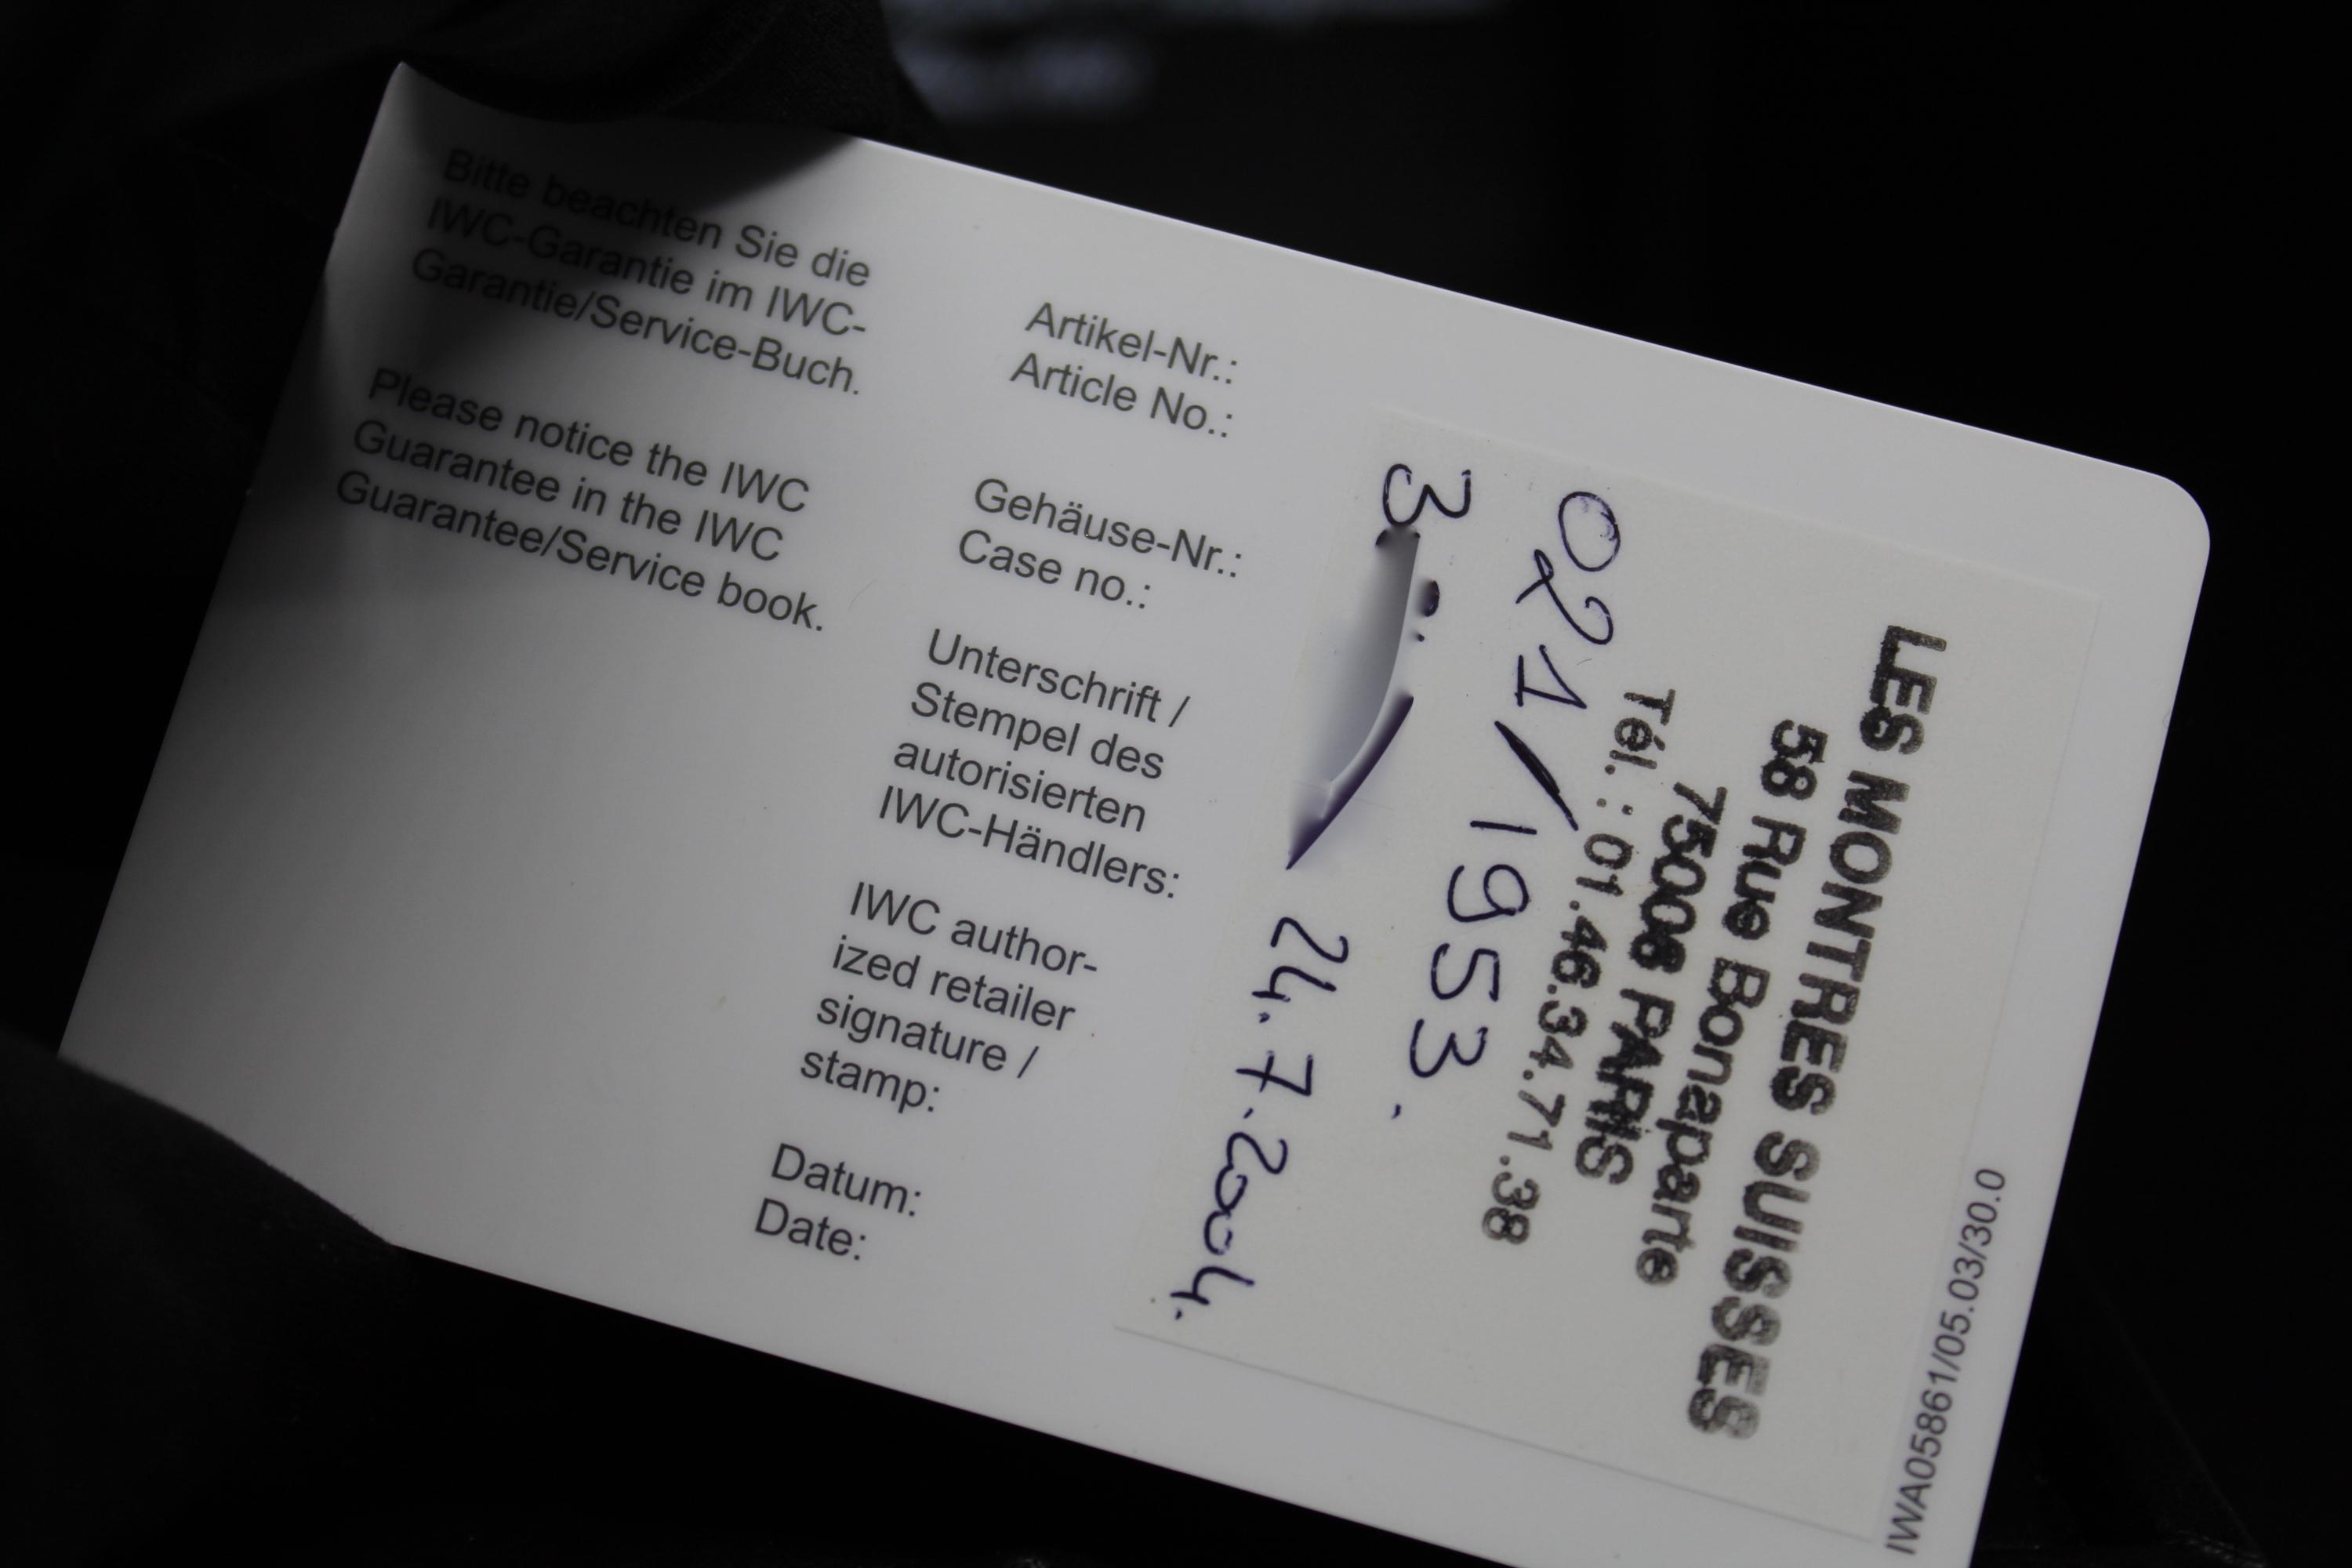 Bitte beachten Sie die
IWC-Garantie im IWC-
Garantie/Service-Buch.
Please notice the IWC
Guarantee in the IWC
Guarantee/Service book.
Artikel-Nr.:
Article No.:
Gehäuse-Nr.:
Case no.:
Unterschrift /
Stempel des
autorisierten
IWC-Händlers:
IWC author-
ized retailer
signature /
stamp:
Datum:
Date:
LES MONTRES SUISSES
58 Rue Bonaparte
75006 PARIS
Tél.: 01.46.34.71.38
021/1953.
3
24.7.2004.
IWA05861/05.03/30.0